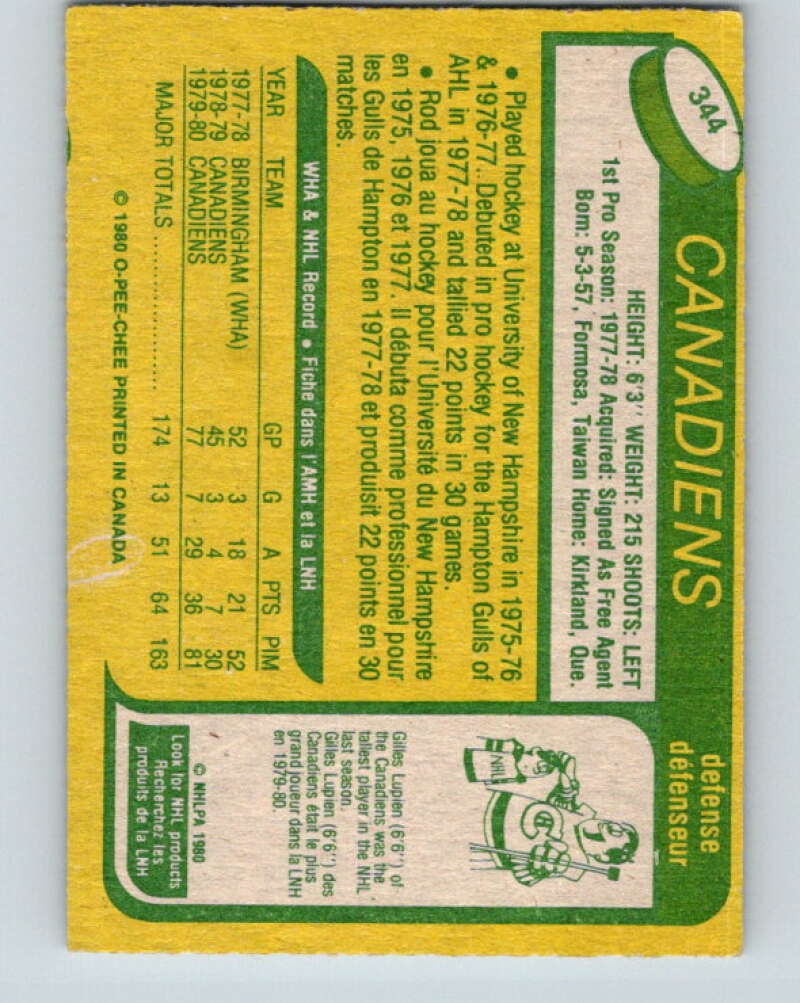 344
CANADIENS
defense
défenseur
HEIGHT: 6'3'' WEIGHT: 215 SHOOTS: LEFT
1st Pro Season: 1977-78 Acquired: Signed As Free Agent
Born: 5-3-57, Formosa, Taiwan Home: Kirkland, Que.
• Played hockey at University of New Hampshire in 1975-76
& 1976-77.. Debuted in pro hockey for the Hampton Gulls of
AHL in 1977-78 and tallied 22 points in 30 games.
• Rod joua au hockey pour l'Université du New Hampshire
en 1975, 1976 et 1977. Il débuta comme professionnel pour
les Gulls de Hampton en 1977-78 et produisit 22 points en 30
matches.
WHA & NHL Record • Fiche dans l'AMH et la LNH
YEAR TEAM GP G A PTS PIM
1977-78 BIRMINGHAM (WHA) 52 3 18 21 52
1978-79 CANADIENS 45 3 4 7 30
1979-80 CANADIENS 77 7 29 36 81
MAJOR TOTALS .................... 174 13 51 64 163
© 1980 O-PEE-CHEE PRINTED IN CANADA
NHL
C
Gilles Lupien (6'6'') of
the Canadiens was the
tallest player in the NHL
last season.
Gilles Lupien (6'6'') des
Canadiens était le plus
grand joueur dans la LNH
en 1979-80.
© NHLPA 1980
Look for NHL products
Recherchez les
produits de la LNH